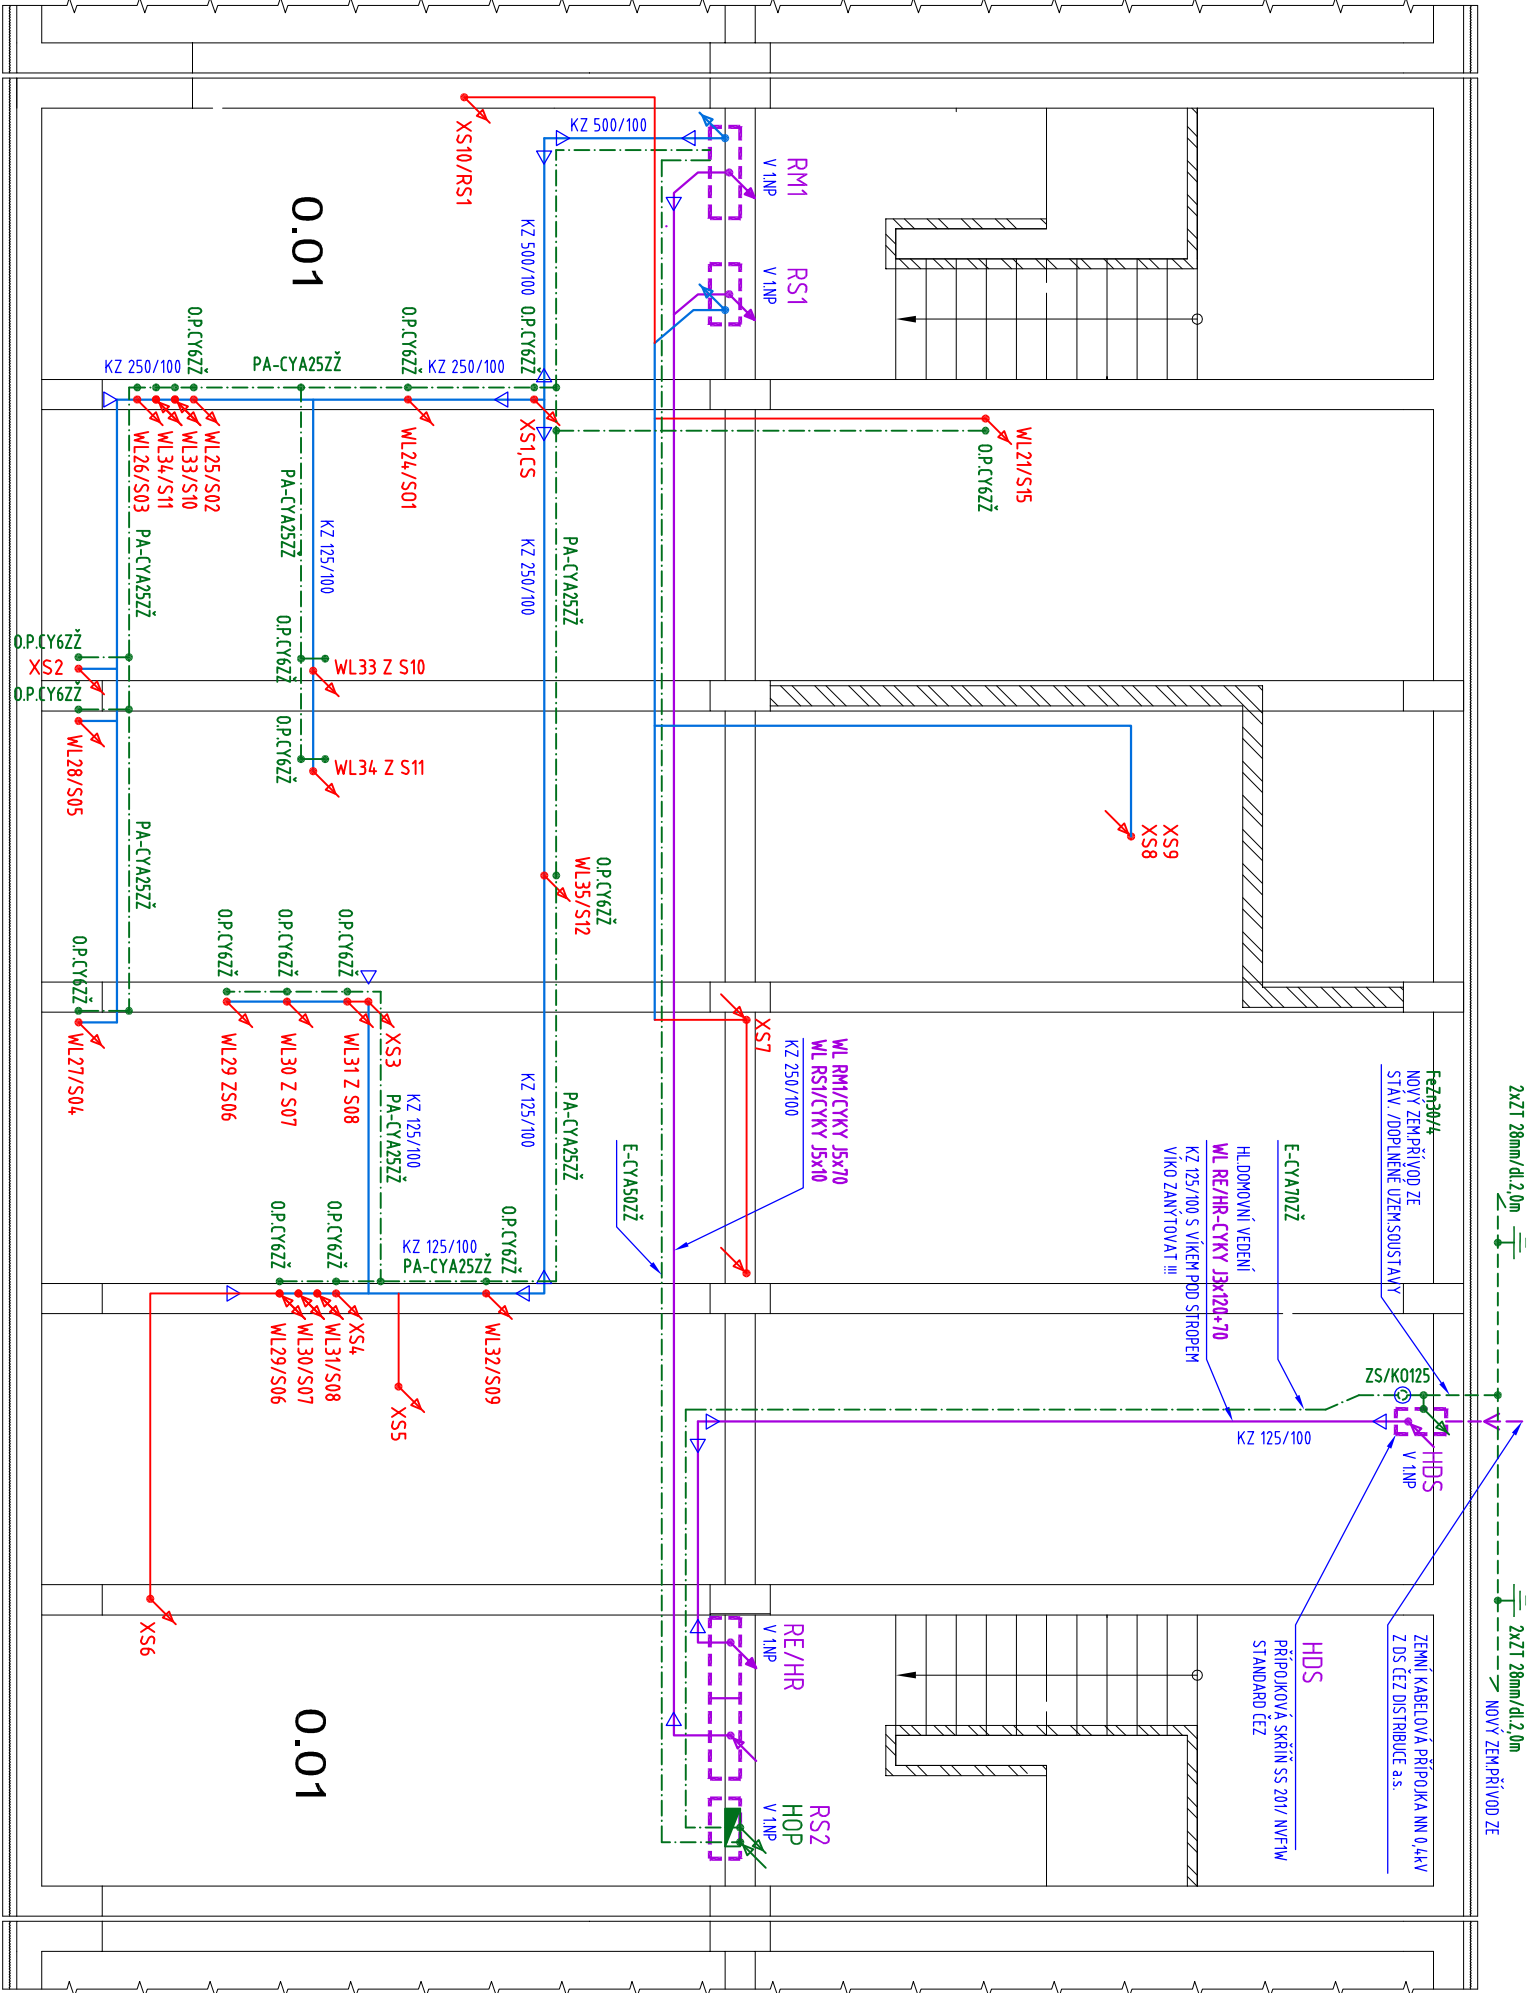 2xZT 28mm/dl.2,0m
2xZT 28mm/dl.2,0m
NOVÝ ZEM.PŘÍVOD ZE
FeZn30/4
NOVÝ ZEM.PŘÍVOD ZE
STÁV. /DOPLNĚNÉ UZEM.SOUSTAVY
ZEMNÍ KABELOVÁ PŘÍPOJKA NN 0,4kV
Z DS ČEZ DISTRIBUCE a.s.
HDS
PŘÍPOJKOVÁ SKŘÍŇ SS 201/ NVF1W
STANDARD ČEZ
ZS/KO125
HDS
V 1.NP
KZ 125/100
E-CYA70ZŽ
HL.DOMOVNÍ VEDENÍ
WL RE/HR-CYKY J3x120+70
KZ 125/100 S VÍKEM POD STROPEM
VÍKO ZANÝTOVAT !!!
XS9
XS8
WL21/S15
O.P.CY6ZŽ
RM1
V 1.NP
RS1
V 1.NP
XS7
WL RM1/CYKY J5x70
WL RS1/CYKY J5x10
KZ 250/100
E-CYA50ZŽ
RE/HR
V 1.NP
RS2
HOP
V 1.NP
KZ 500/100
XS10/RS1
0.01
KZ 500/100
O.P.CY6ZŽ
XS1,CS
KZ 250/100
O.P.CY6ZŽ
WL24/S01
PA-CYA25ZŽ
KZ 250/100
O.P.CY6ZŽ
WL25/S02
WL33/S10
WL34/S11
WL26/S03
PA-CYA25ZŽ
KZ 125/100
PA-CYA25ZŽ
KZ 250/100
PA-CYA25ZŽ
O.P.CY6ZŽ
XS2
O.P.CY6ZŽ
WL28/S05
O.P.CY6ZŽ
WL33 Z S10
O.P.CY6ZŽ
WL34 Z S11
PA-CYA25ZŽ
O.P.CY6ZŽ
WL35/S12
O.P.CY6ZŽ
WL27/S04
O.P.CY6ZŽ
O.P.CY6ZŽ
O.P.CY6ZŽ
WL29 ZS06
WL30 Z S07
WL31 Z S08
XS3
KZ 125/100
PA-CYA25ZŽ
KZ 125/100
PA-CYA25ZŽ
O.P.CY6ZŽ
O.P.CY6ZŽ
KZ 125/100
PA-CYA25ZŽ
O.P.CY6ZŽ
WL29/S06
WL30/S07
WL31/S08
XS4
XS5
WL32/S09
XS6
0.01